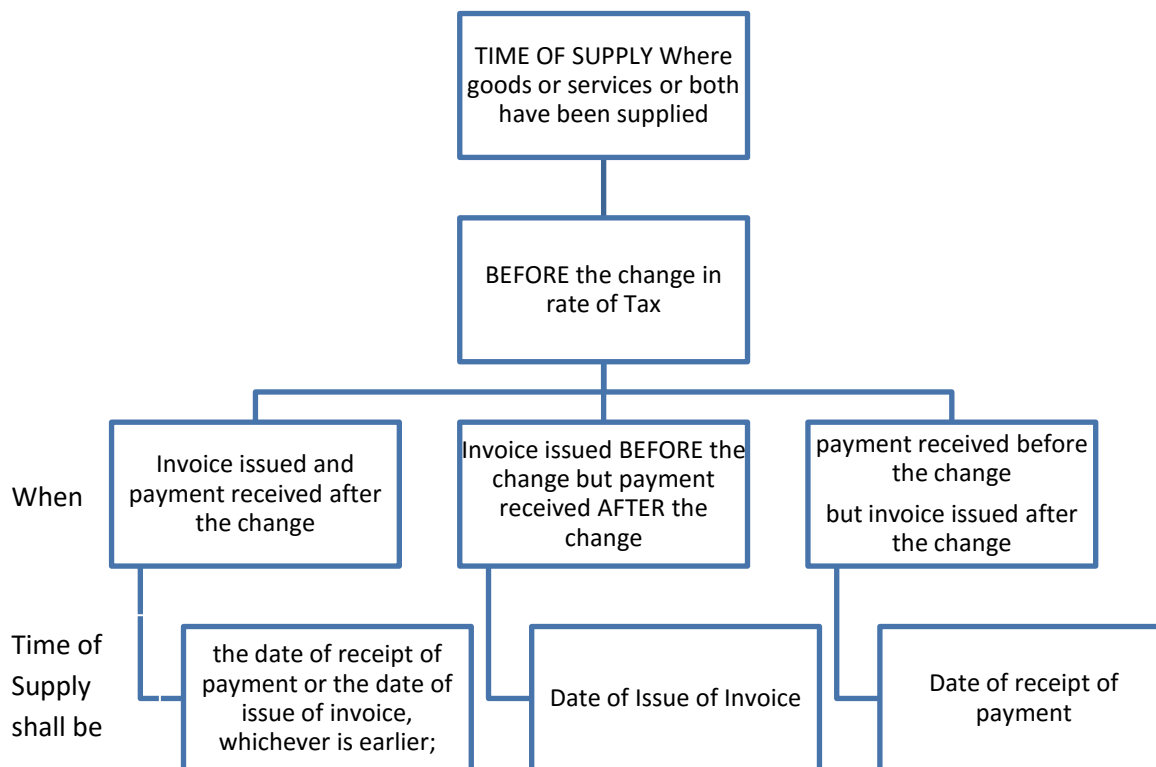 TIME OF SUPPLY Where
goods or services or both
have been supplied
BEFORE the change in
rate of Tax
When
Invoice issued and
payment received after
the change
Invoice issued BEFORE the
change but payment
received AFTER the
change
payment received before
the change
but invoice issued after
the change
Time of
Supply
shall be
the date of receipt of
payment or the date of
issue of invoice,
whichever is earlier;
Date of Issue of Invoice
Date of receipt of
payment